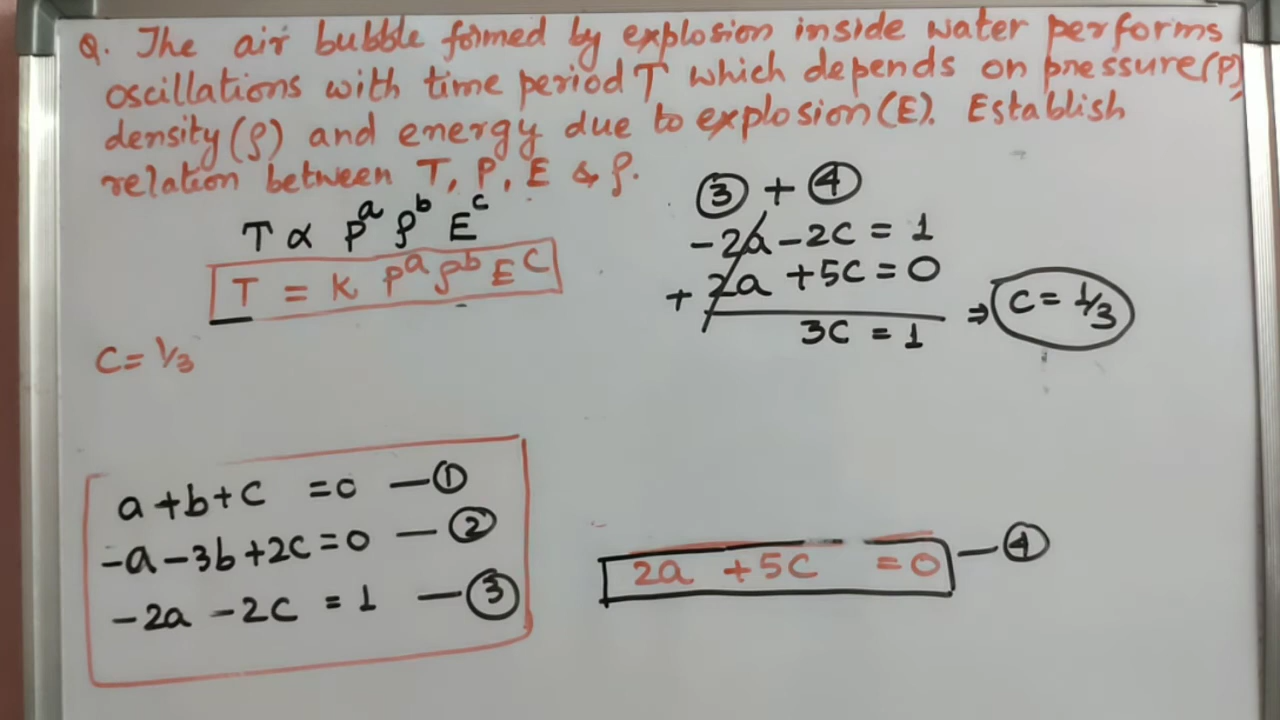 Q. The air bubble formed by explosion inside water performs
oscillations with time period T which depends on pressure(P),
density(ρ) and energy due to explosion(E). Establish
relation between T, P, E & ρ.
T ∝ P^a ρ^b E^c
T = K P^a ρ^b E^c
C = 1/3
a + b + c = 0 — ①
-a - 3b + 2c = 0 — ②
-2a - 2c = 1 — ③
③ + ④
-2a - 2c = 1
+ 2a + 5c = 0
3c = 1 ⇒ c = 1/3
2a + 5c = 0 — ④